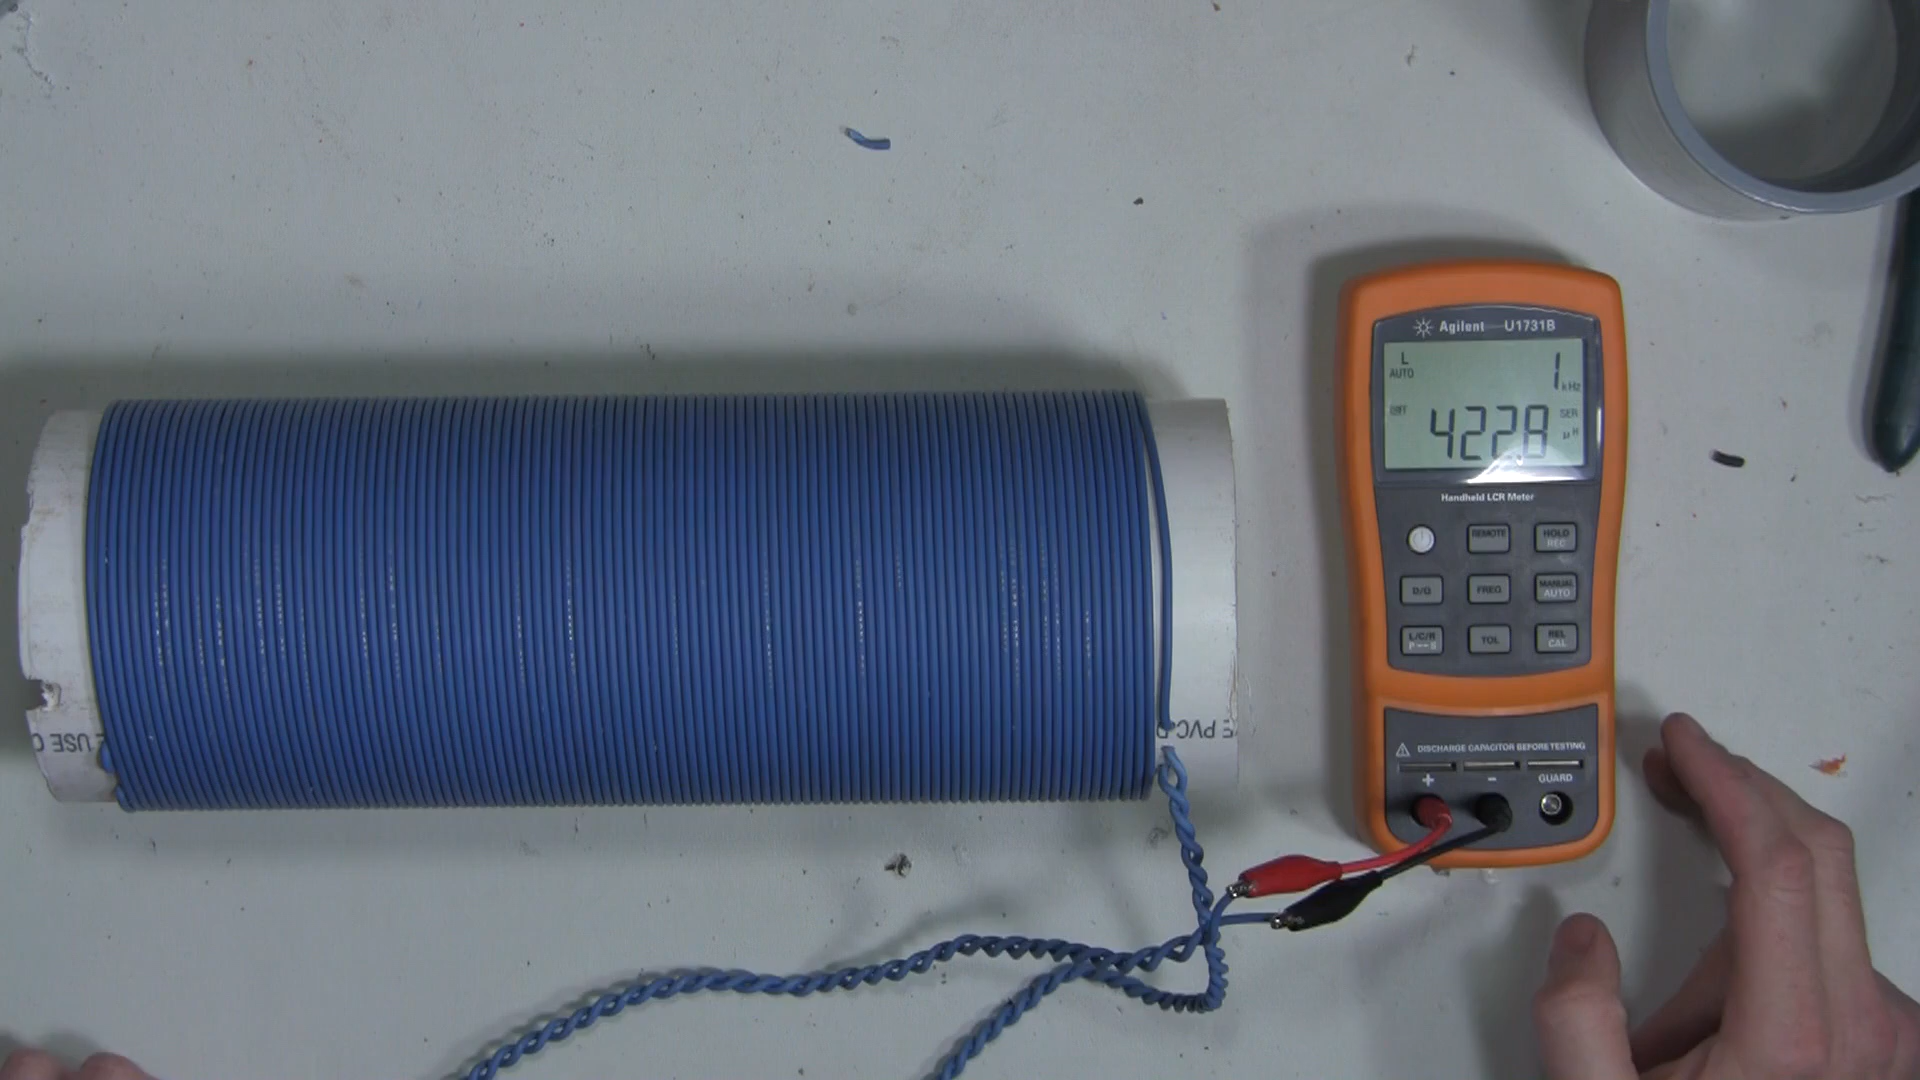 Agilent U1731B
L
1
AUTO
kHz
SER
422.8
µH
Handheld LCR Meter
REMOTE
HOLD
REC
D/Q
FREQ
MANUAL
AUTO
L/C/R
P↔S
TOL
REL
CAL
DISCHARGE CAPACITOR BEFORE TESTING
+
-
GUARD
USE
PVC